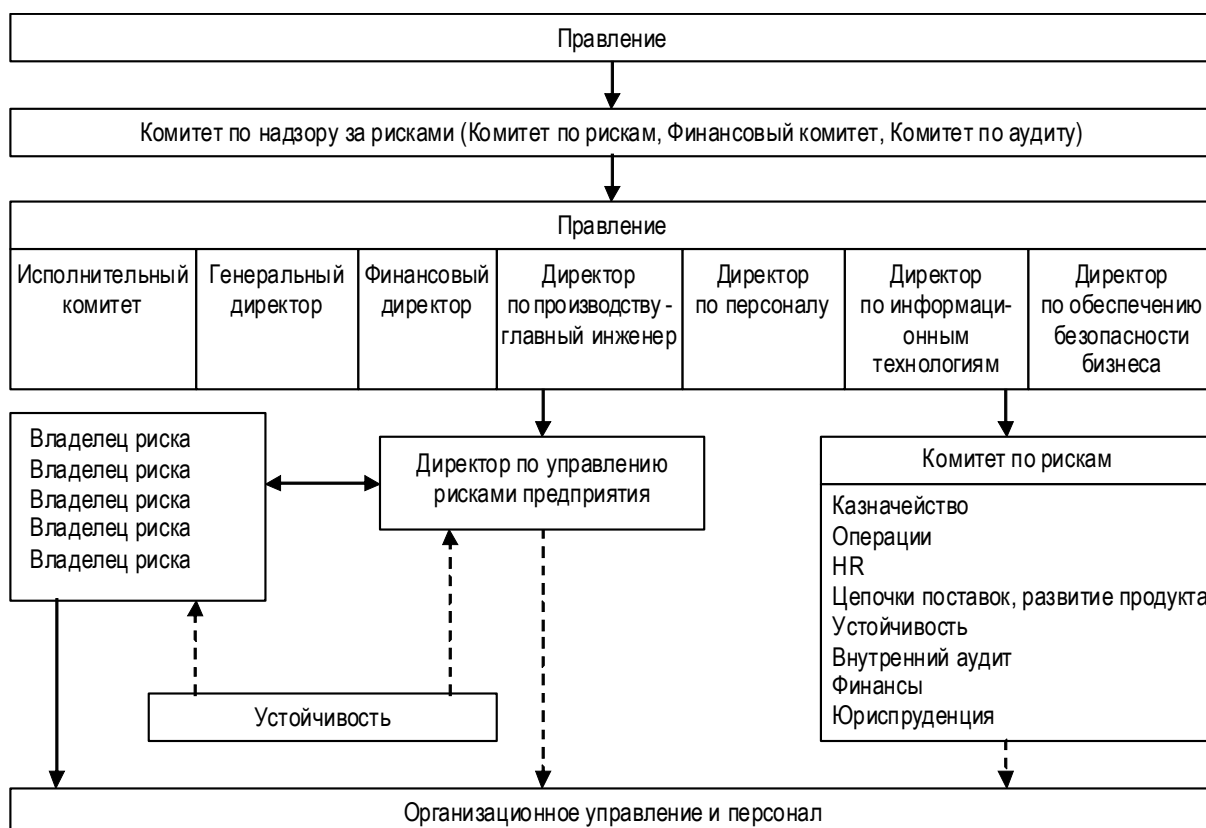 Правление
Комитет по надзору за рисками (Комитет по рискам, Финансовый комитет, Комитет по аудиту)
Правление
Исполнительный
комитет
Генеральный
директор
Финансовый
директор
Директор
по производству -
главный инженер
Директор
по персоналу
Директор
по информаци-
онным
технологиям
Директор
по обеспечению
безопасности
бизнеса
Владелец риска
Владелец риска
Владелец риска
Владелец риска
Владелец риска
Директор по управлению
рисками предприятия
Комитет по рискам
Казначейство
Операции
HR
Цепочки поставок, развитие продукта
Устойчивость
Внутренний аудит
Финансы
Юриспруденция
Устойчивость
Организационное управление и персонал